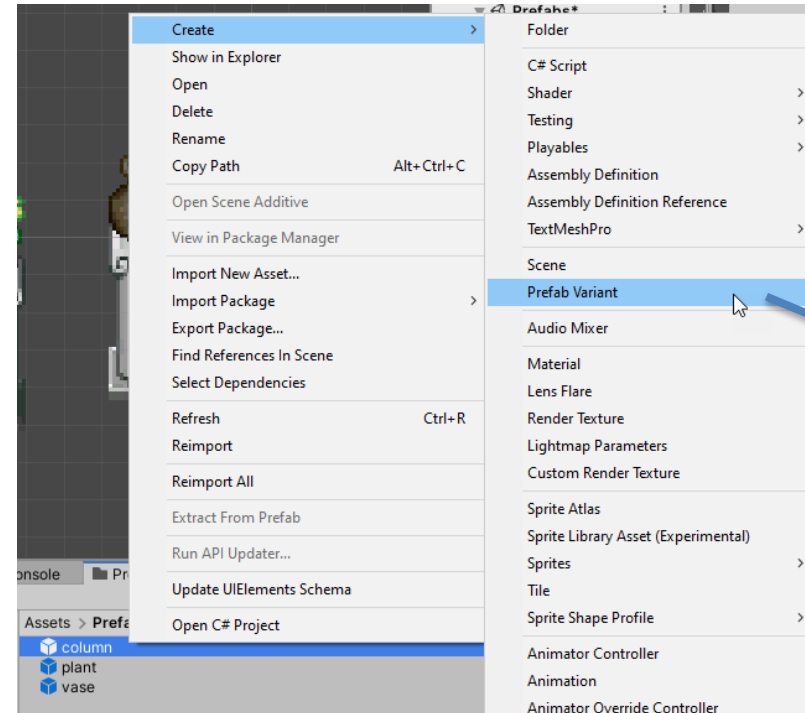 Prefabs*
Create >
Show in Explorer
Open
Delete
Rename
Copy Path Alt+Ctrl+C
Open Scene Additive
View in Package Manager
Import New Asset...
Import Package >
Export Package...
Find References In Scene
Select Dependencies
Refresh Ctrl+R
Reimport
Reimport All
Extract From Prefab
Run API Updater...
Update UIElements Schema
Open C# Project
Folder
C# Script
Shader >
Testing >
Playables >
Assembly Definition
Assembly Definition Reference
TextMeshPro >
Scene
Prefab Variant
Audio Mixer
Material
Lens Flare
Render Texture
Lightmap Parameters
Custom Render Texture
Sprite Atlas
Sprite Library Asset (Experimental)
Sprites >
Tile
Sprite Shape Profile >
Animator Controller
Animation
Animator Override Controller
onsole Pr
Assets > Prefa
column
plant
vase